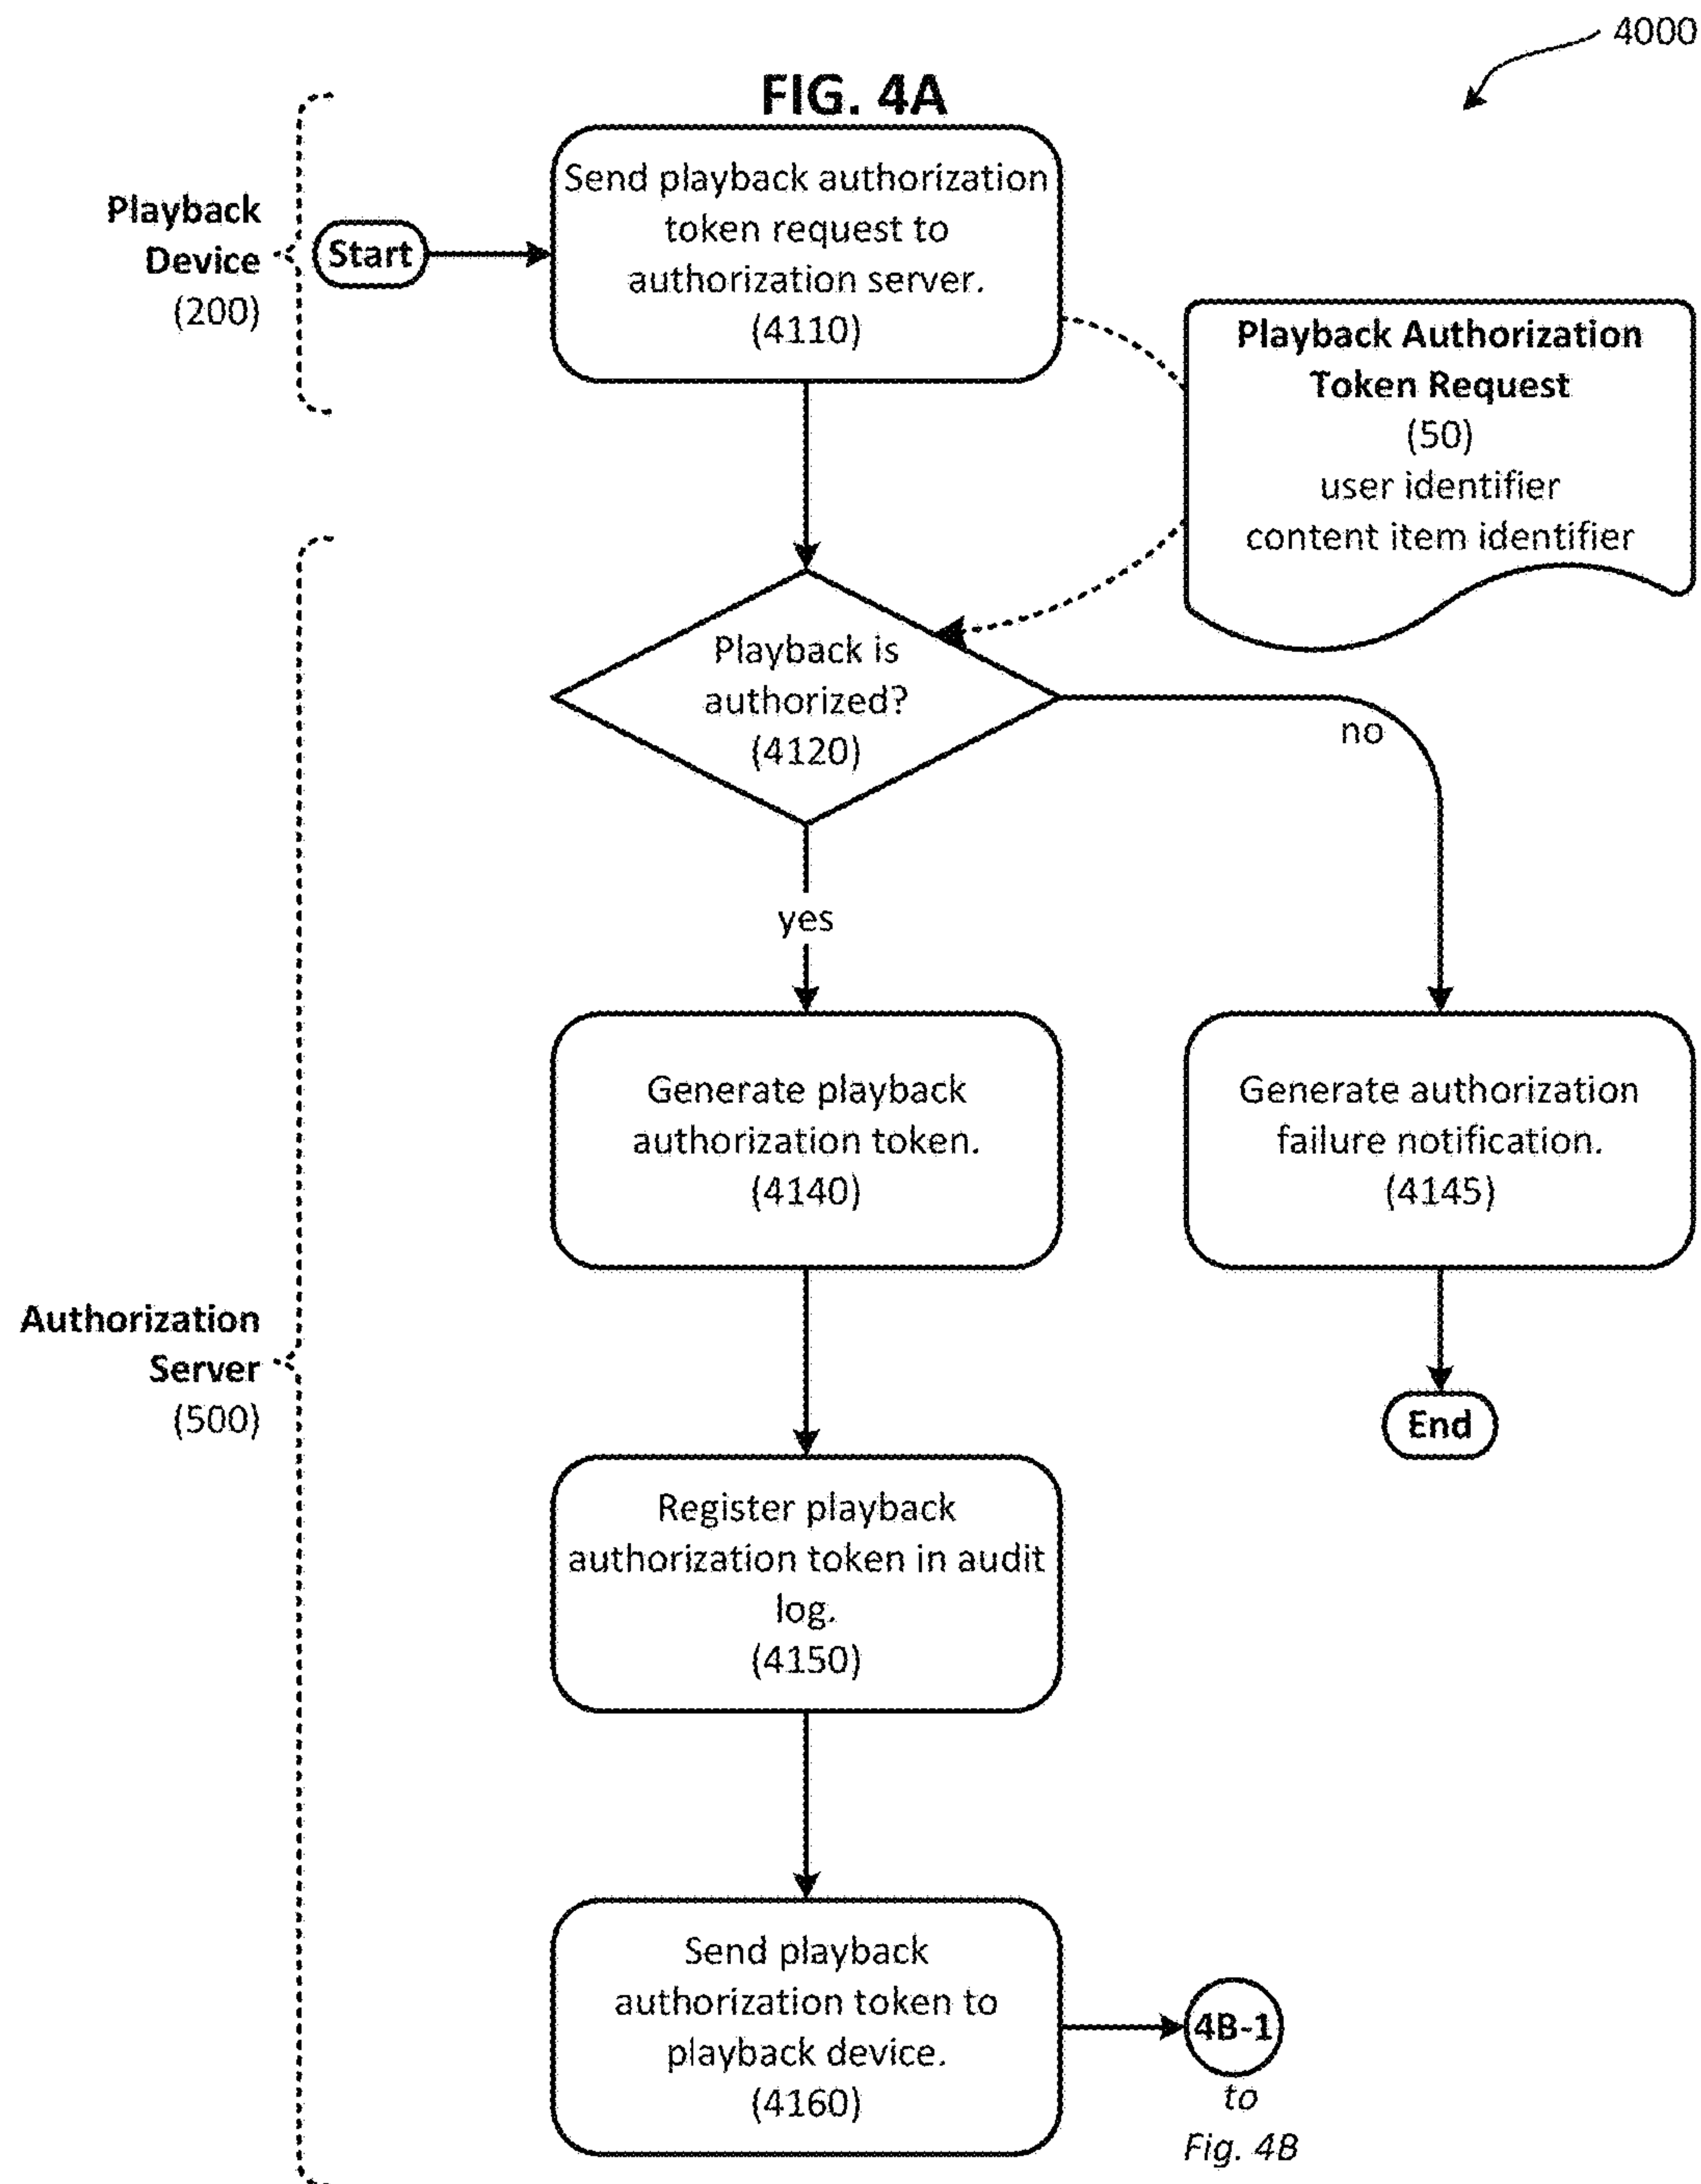 4000
FIG. 4A
Playback
Device
(200)
Start
Send playback authorization
token request to
authorization server.
(4110)
Playback Authorization
Token Request
(50)
user identifier
content item identifier
Playback is
authorized?
(4120)
no
yes
Generate playback
authorization token.
(4140)
Generate authorization
failure notification.
(4145)
Authorization
Server
(500)
End
Register playback
authorization token in audit
log.
(4150)
Send playback
authorization token to
playback device.
(4160)
4B-1
to
Fig. 4B